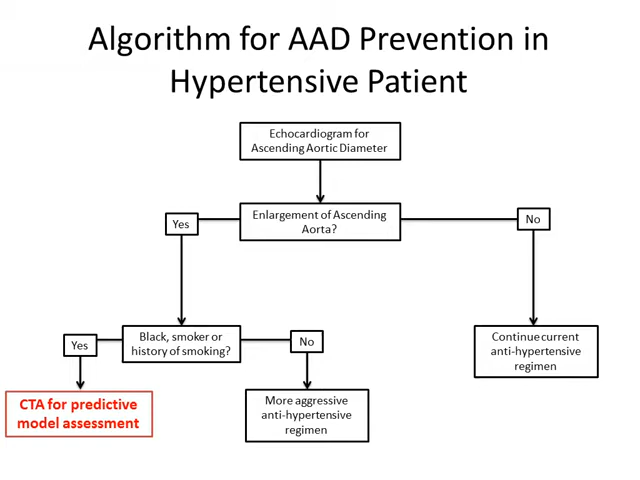 Algorithm for AAD Prevention in
Hypertensive Patient
Echocardiogram for
Ascending Aortic Diameter
Yes
Enlargement of Ascending
Aorta?
No
Yes
Black, smoker or
history of smoking?
No
Continue current
anti-hypertensive
regimen
CTA for predictive
model assessment
More aggressive
anti-hypertensive
regimen